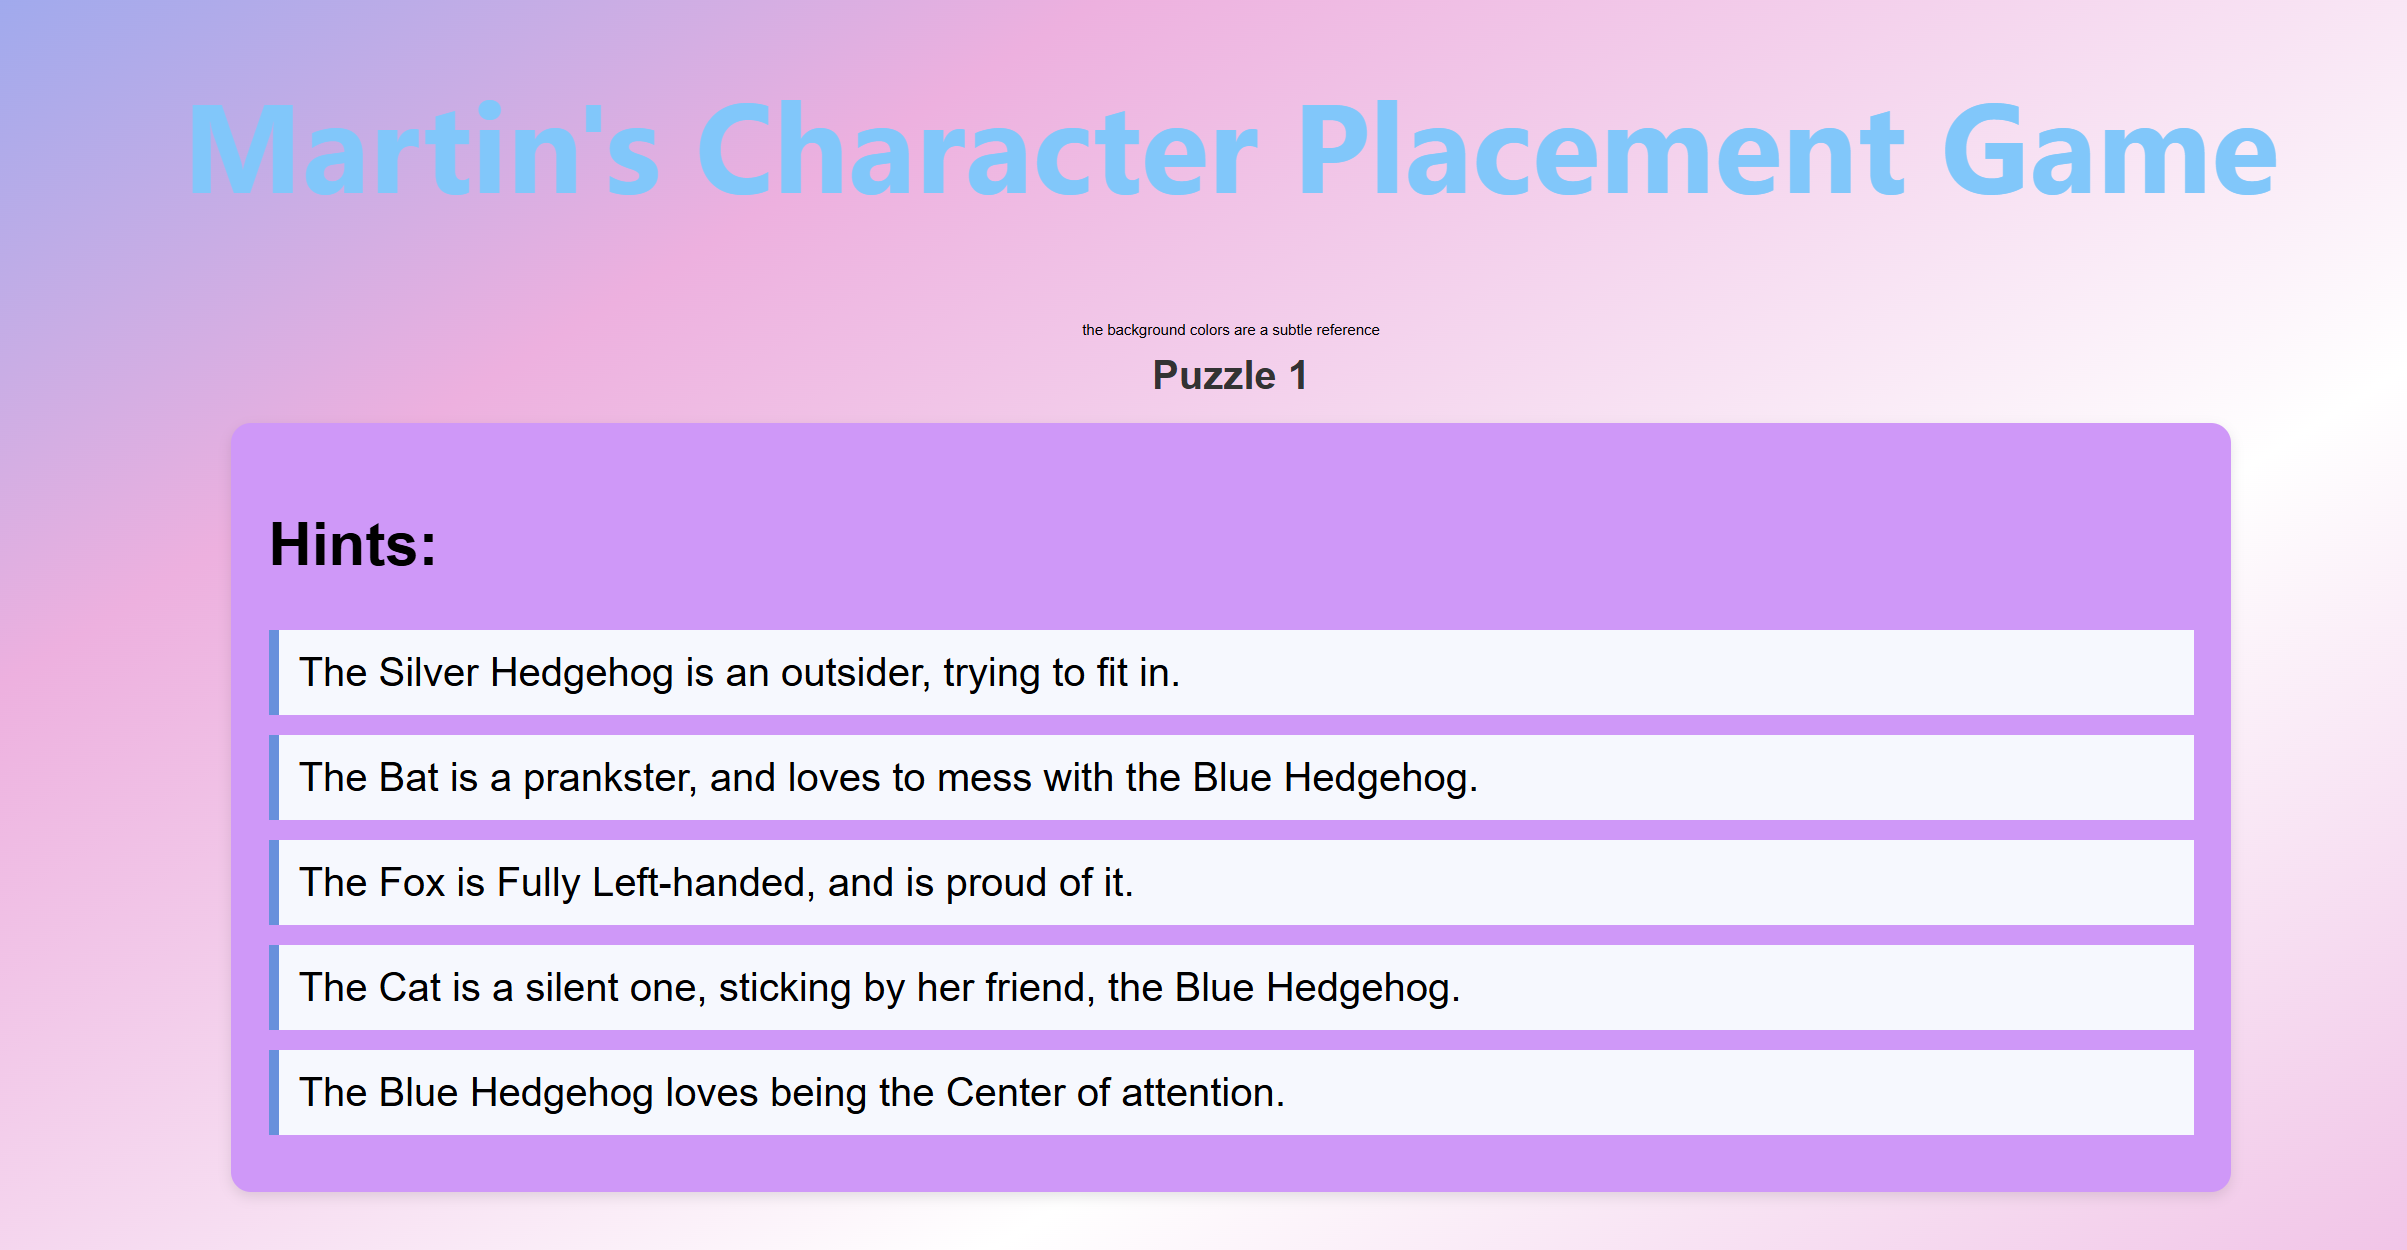 Martin's Character Placement Game
the background colors are a subtle reference
Puzzle 1
Hints:
The Silver Hedgehog is an outsider, trying to fit in.
The Bat is a prankster, and loves to mess with the Blue Hedgehog.
The Fox is Fully Left-handed, and is proud of it.
The Cat is a silent one, sticking by her friend, the Blue Hedgehog.
The Blue Hedgehog loves being the Center of attention.